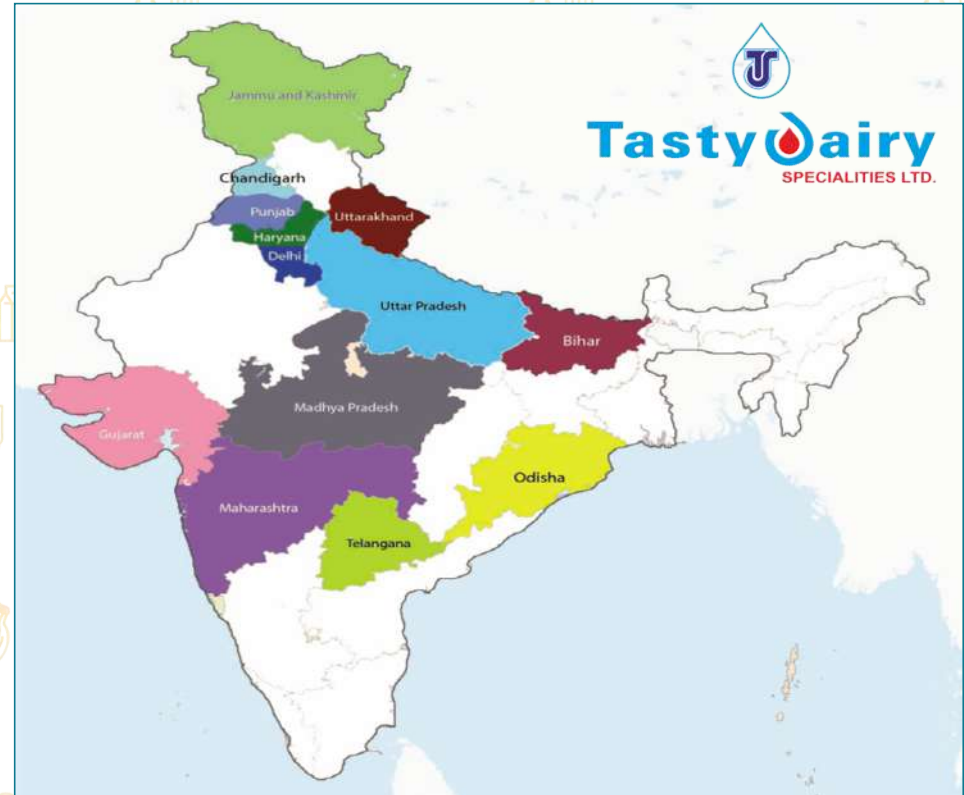 Jammu and Kashmir
Tasty Dairy
SPECIALITIES LTD.
Chandigarh
Punjab
Uttarakhand
Haryana
Delhi
Uttar Pradesh
Bihar
Madhya Pradesh
Gujarat
Odisha
Maharashtra
Telangana